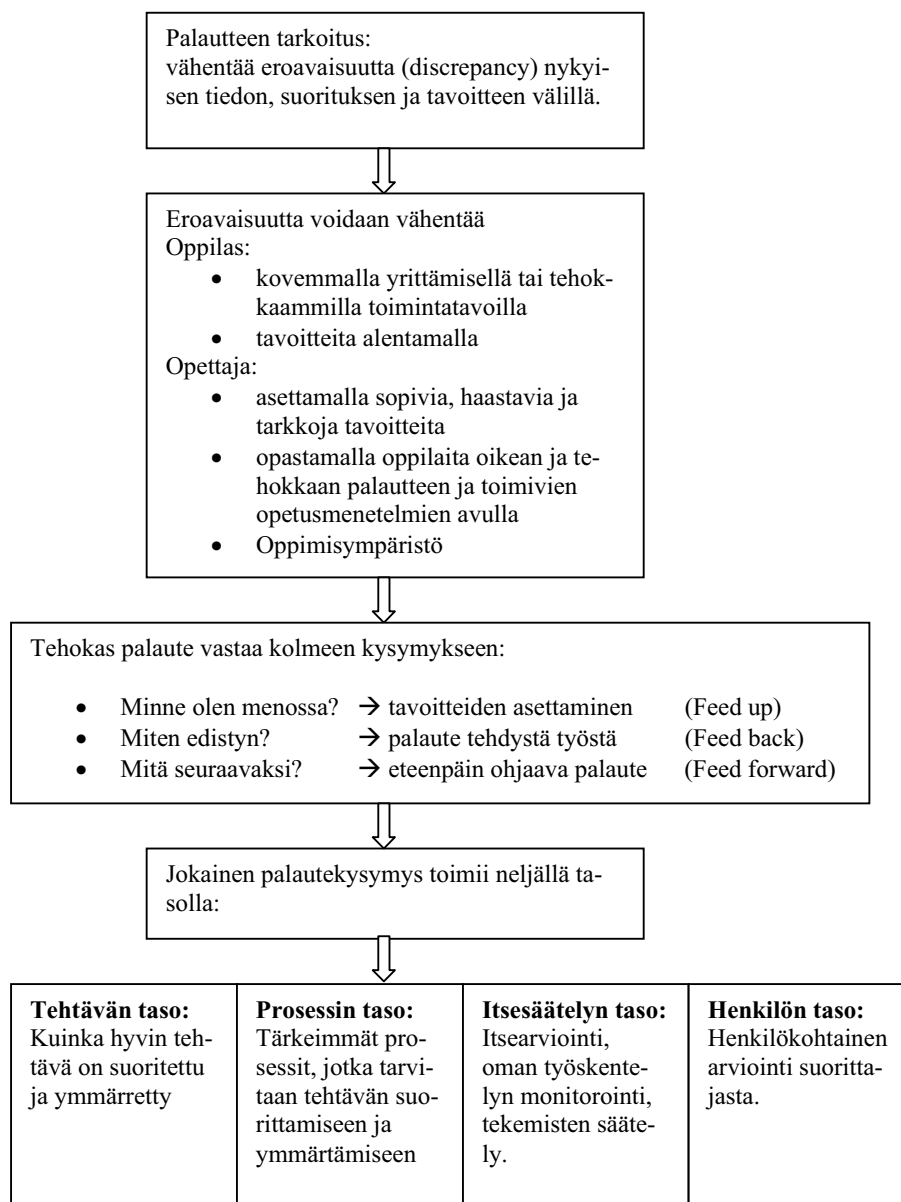 Palautteen tarkoitus:
vähentää eroavaisuutta (discrepancy) nykyi-
sen tiedon, suorituksen ja tavoitteen välillä.
Eroavaisuutta voidaan vähentää
Oppilas:
• kovemmalla yrittämisellä tai tehok-
kaammilla toimintatavoilla
• tavoitteita alentamalla
Opettaja:
• asettamalla sopivia, haastavia ja
tarkkoja tavoitteita
• opastamalla oppilaita oikean ja te-
hokkaan palautteen ja toimivien
opetusmenetelmien avulla
• Oppimisympäristö
Tehokas palaute vastaa kolmeen kysymykseen:
• Minne olen menossa? → tavoitteiden asettaminen (Feed up)
• Miten edistyn? → palaute tehdystä työstä (Feed back)
• Mitä seuraavaksi? → eteenpäin ohjaava palaute (Feed forward)
Jokainen palautekysymys toimii neljällä ta-
solla:
Tehtävän taso:
Kuinka hyvin teh-
tävä on suoritettu
ja ymmärretty
Prosessin taso:
Tärkeimmät pro-
sessit, jotka tarvi-
taan tehtävän suo-
rittamiseen ja
ymmärtämiseen
Itsesäätelyn taso:
Itsearviointi,
oman työsken-
telyn monitorointi,
tekemisten sääte-
ly.
Henkilön taso:
Henkilökohtainen
arviointi suoritta-
jasta.